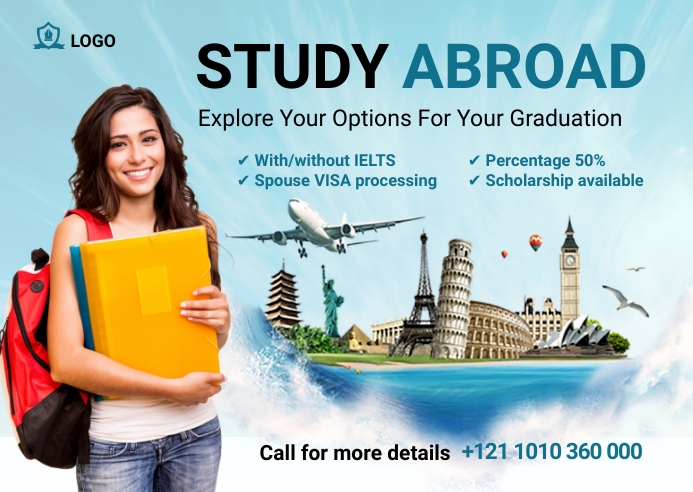 LOGO
STUDY ABROAD
Explore Your Options For Your Graduation
✔ With/without IELTS
✔ Spouse VISA processing
✔ Percentage 50%
✔ Scholarship available
Call for more details +121 1010 360 000